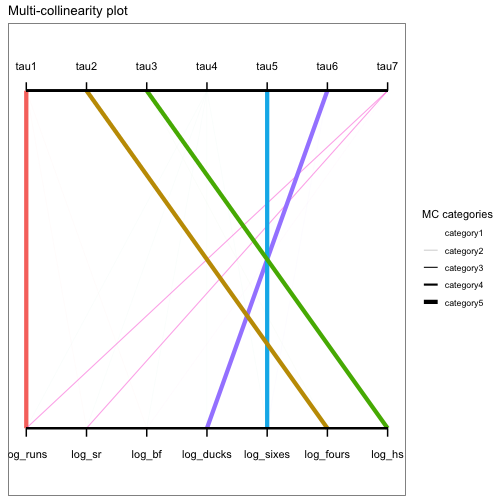 Multi-collinearity plot
tau1 tau2 tau3 tau4 tau5 tau6 tau7
og_runs log_sr log_bf log_ducks log_sixes log_fours log_hs
MC categories
category1
category2
category3
category4
category5